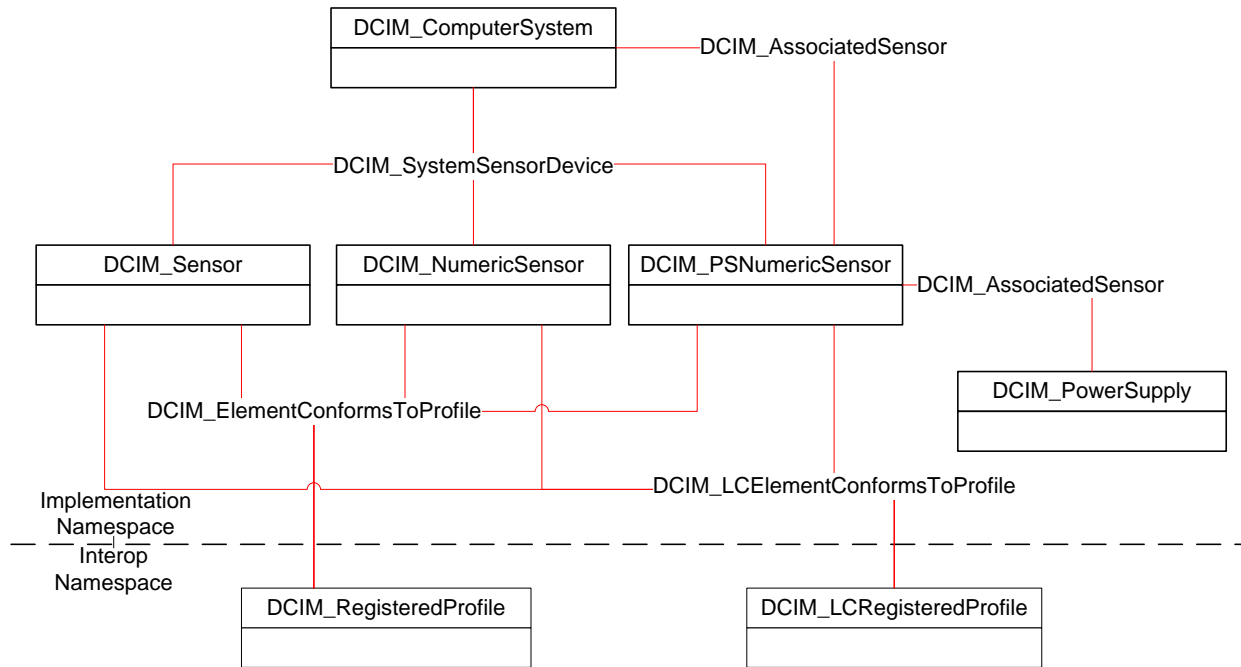 DCIM_ComputerSystem
DCIM_AssociatedSensor
DCIM_SystemSensorDevice
DCIM_Sensor
DCIM_NumericSensor
DCIM_PSNumericSensor
DCIM_AssociatedSensor
DCIM_PowerSupply
DCIM_ElementConformsToProfile
DCIM_LCElementConformsToProfile
Implementation
Namespace
Interop
Namespace
DCIM_RegisteredProfile
DCIM_LCRegisteredProfile